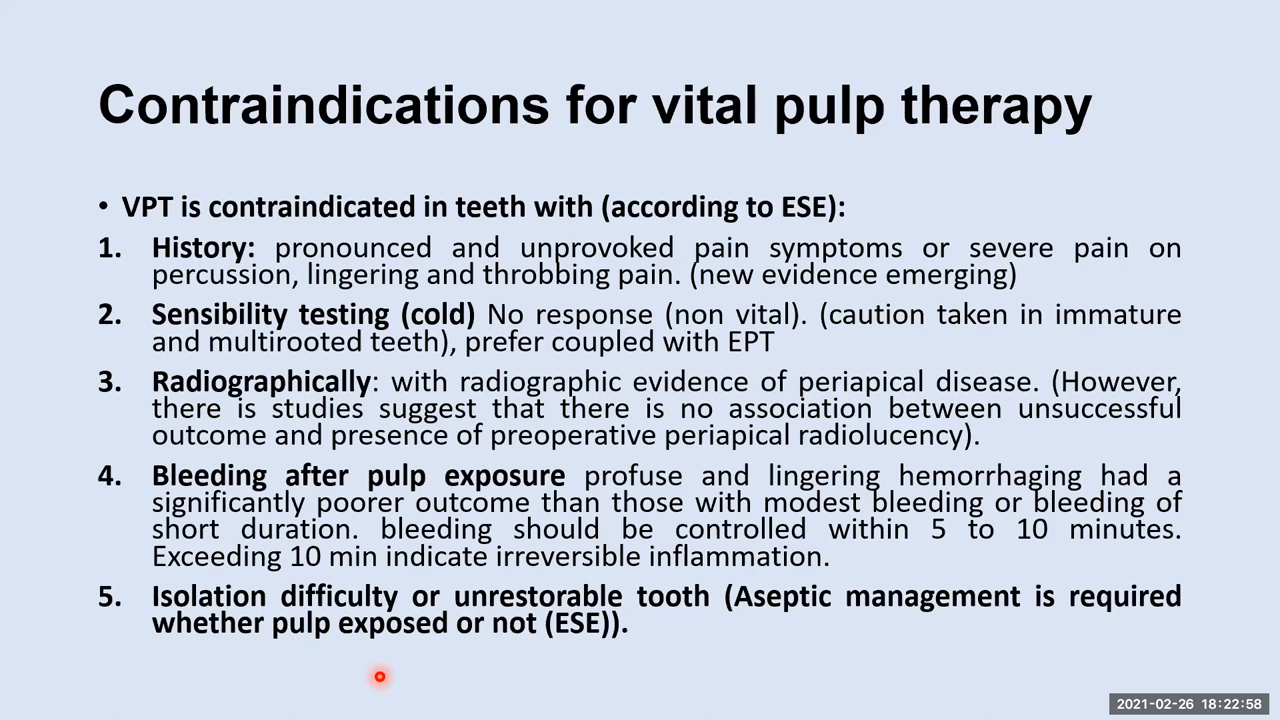 Contraindications for vital pulp therapy
• VPT is contraindicated in teeth with (according to ESE):
1. History: pronounced and unprovoked pain symptoms or severe pain on
percussion, lingering and throbbing pain. (new evidence emerging)
2. Sensibility testing (cold) No response (non vital). (caution taken in immature
and multirooted teeth), prefer coupled with EPT
3. Radiographically: with radiographic evidence of periapical disease. (However,
there is studies suggest that there is no association between unsuccessful
outcome and presence of preoperative periapical radiolucency).
4. Bleeding after pulp exposure profuse and lingering hemorrhaging had a
significantly poorer outcome than those with modest bleeding or bleeding of
short duration. bleeding should be controlled within 5 to 10 minutes.
Exceeding 10 min indicate irreversible inflammation.
5. Isolation difficulty or unrestorable tooth (Aseptic management is required
whether pulp exposed or not (ESE)).
2021-02-26 18:22:58